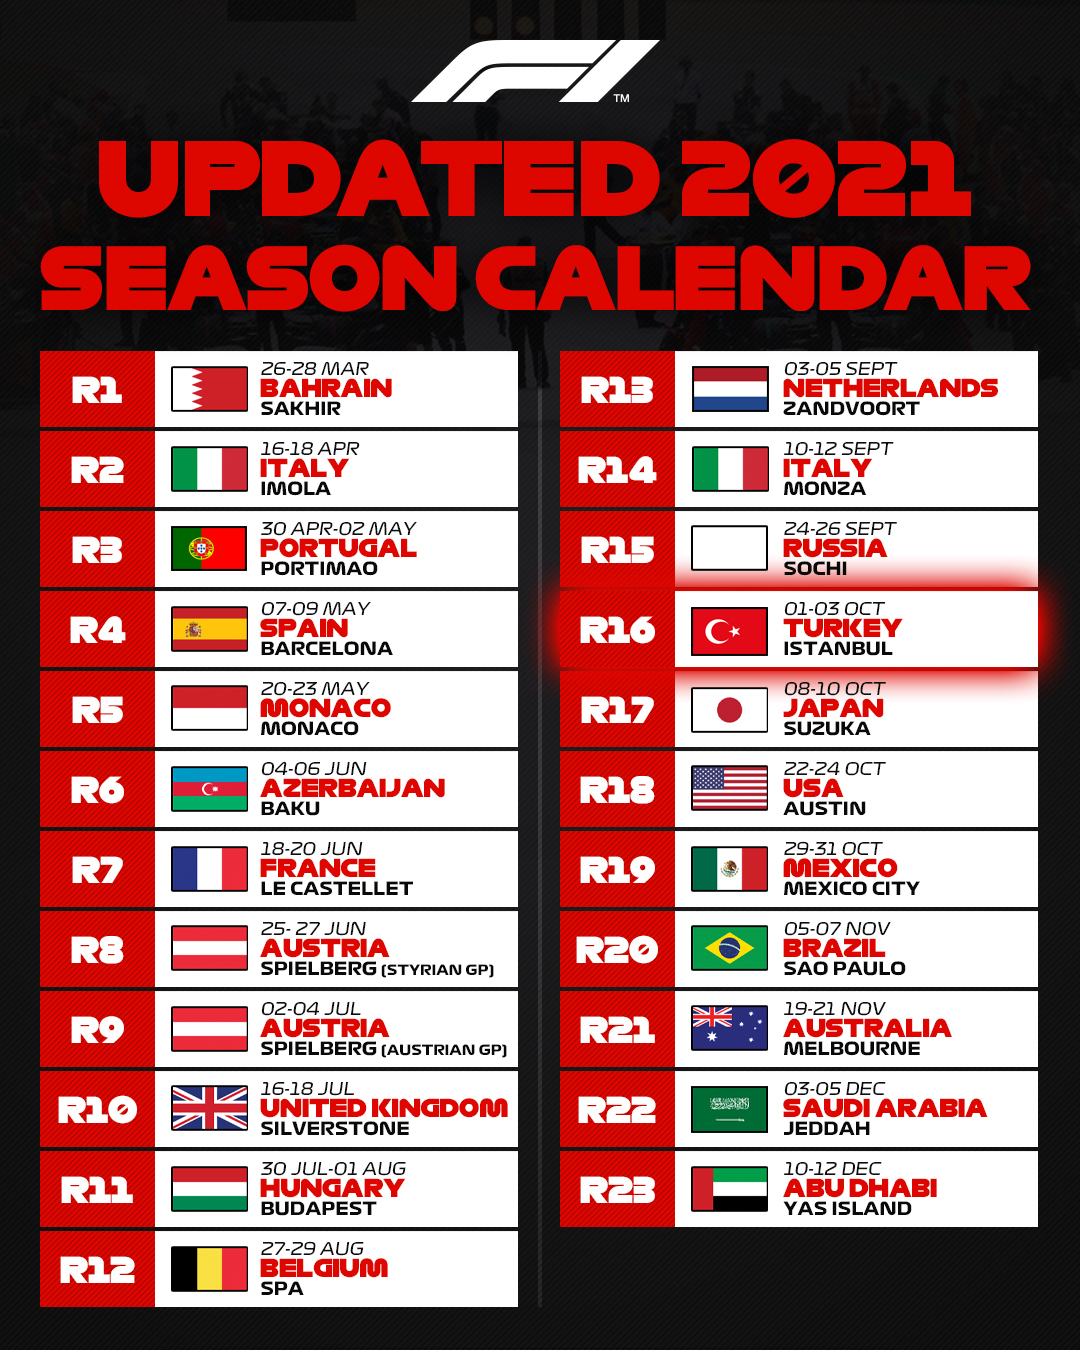 F1
TM
UPDATED 2021
SEASON CALENDAR
R1
26-28 MAR
BAHRAIN
SAKHIR
R2
16-18 APR
ITALY
IMOLA
R3
30 APR-02 MAY
PORTUGAL
PORTIMAO
R4
07-09 MAY
SPAIN
BARCELONA
R5
20-23 MAY
MONACO
MONACO
R6
04-06 JUN
AZERBAIJAN
BAKU
R7
18-20 JUN
FRANCE
LE CASTELLET
R8
25- 27 JUN
AUSTRIA
SPIELBERG (STYRIAN GP)
R9
02-04 JUL
AUSTRIA
SPIELBERG (AUSTRIAN GP)
R10
16-18 JUL
UNITED KINGDOM
SILVERSTONE
R11
30 JUL-01 AUG
HUNGARY
BUDAPEST
R12
27-29 AUG
BELGIUM
SPA
R13
03-05 SEPT
NETHERLANDS
ZANDVOORT
R14
10-12 SEPT
ITALY
MONZA
R15
24-26 SEPT
RUSSIA
SOCHI
R16
01-03 OCT
TURKEY
ISTANBUL
R17
08-10 OCT
JAPAN
SUZUKA
R18
22-24 OCT
USA
AUSTIN
R19
29-31 OCT
MEXICO
MEXICO CITY
R20
05-07 NOV
BRAZIL
SAO PAULO
R21
19-21 NOV
AUSTRALIA
MELBOURNE
R22
03-05 DEC
SAUDI ARABIA
JEDDAH
R23
10-12 DEC
ABU DHABI
YAS ISLAND